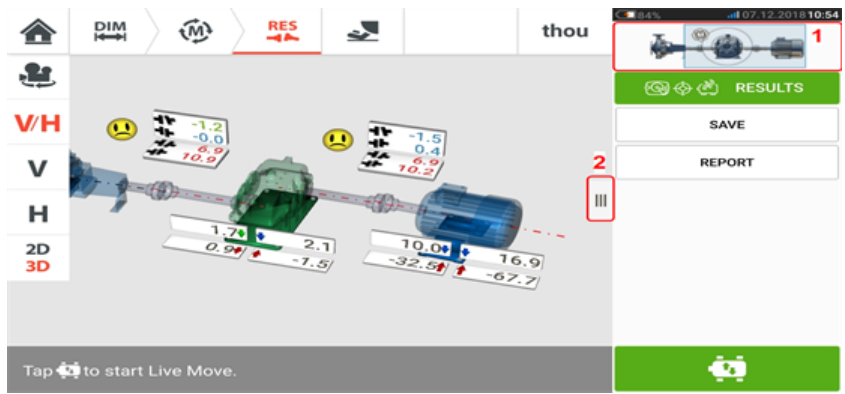 DIM
M
RES
thou
84%
07.12.2018 10:54
1
RESULTS
SAVE
REPORT
V/H
V
H
2D
3D
-1.2
-0.0
6.9
10.9
-1.5
0.4
6.9
10.2
2
1.7
2.1
0.9
-1.5
10.0
16.9
-32.5
-67.7
Tap to start Live Move.